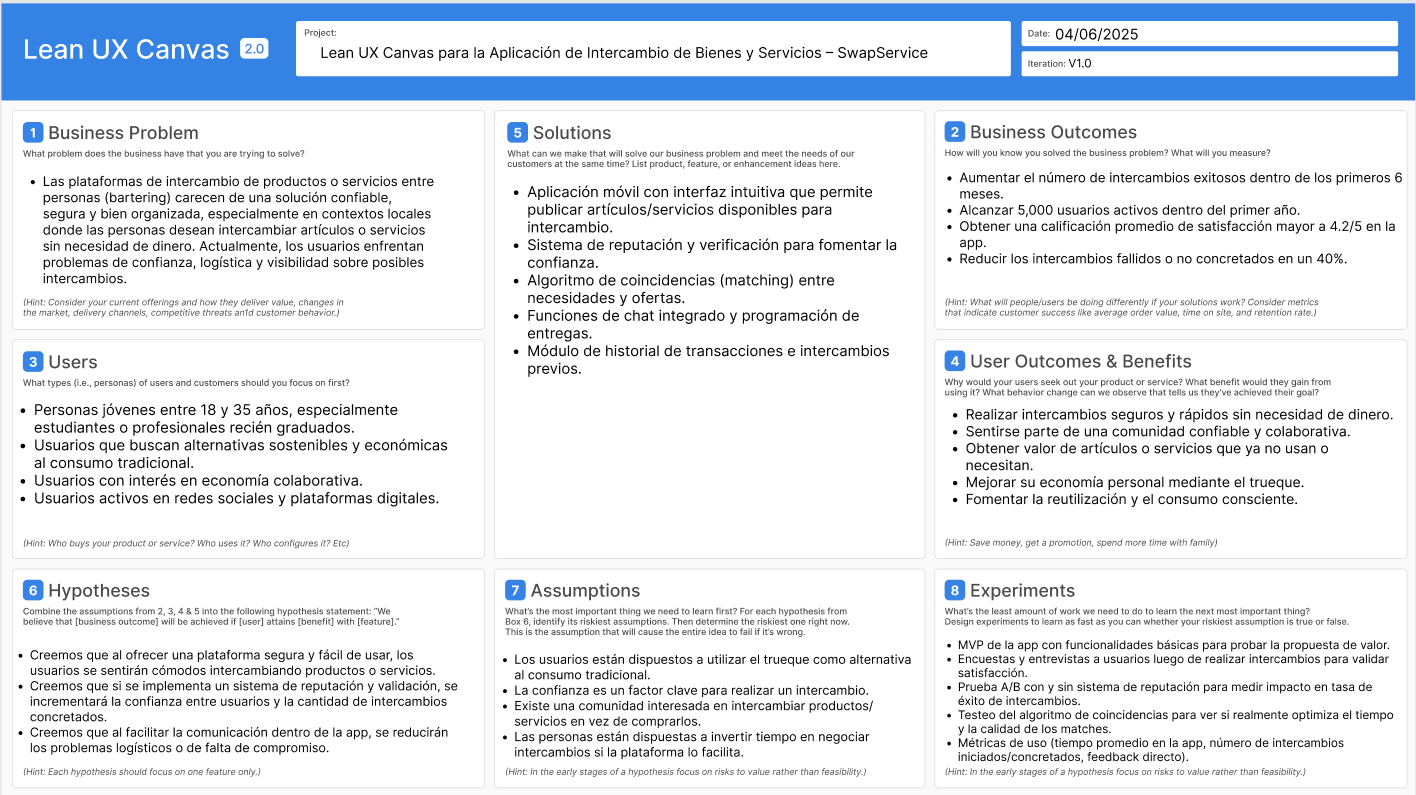 Lean UX Canvas 2.0
Project:
Lean UX Canvas para la Aplicación de Intercambio de Bienes y Servicios – SwapService
Date: 04/06/2025
Iteration: V1.0
1 Business Problem
What problem does the business have that you are trying to solve?
• Las plataformas de intercambio de productos o servicios entre
personas (bartering) carecen de una solución confiable,
segura y bien organizada, especialmente en contextos locales
donde las personas desean intercambiar artículos o servicios
sin necesidad de dinero. Actualmente, los usuarios enfrentan
problemas de confianza, logística y visibilidad sobre posibles
intercambios.
(Hint: Consider your current offerings and how they deliver value, changes in
the market, delivery channels, competitive threats an1d customer behavior.)
5 Solutions
What can we make that will solve our business problem and meet the needs of our
customers at the same time? List product, feature, or enhancement ideas here.
• Aplicación móvil con interfaz intuitiva que permite
publicar artículos/servicios disponibles para
intercambio.
• Sistema de reputación y verificación para fomentar la
confianza.
• Algoritmo de coincidencias (matching) entre
necesidades y ofertas.
• Funciones de chat integrado y programación de
entregas.
• Módulo de historial de transacciones e intercambios
previos.
2 Business Outcomes
How will you know you solved the business problem? What will you measure?
• Aumentar el número de intercambios exitosos dentro de los primeros 6
meses.
• Alcanzar 5,000 usuarios activos dentro del primer año.
• Obtener una calificación promedio de satisfacción mayor a 4.2/5 en la
app.
• Reducir los intercambios fallidos o no concretados en un 40%.
(Hint: What will people/users be doing differently if your solutions work? Consider metrics
that indicate customer success like average order value, time on site, and retention rate.)
3 Users
What types (i.e., personas) of users and customers should you focus on first?
• Personas jóvenes entre 18 y 35 años, especialmente
estudiantes o profesionales recién graduados.
• Usuarios que buscan alternativas sostenibles y económicas
al consumo tradicional.
• Usuarios con interés en economía colaborativa.
• Usuarios activos en redes sociales y plataformas digitales.
(Hint: Who buys your product or service? Who uses it? Who configures it? Etc)
4 User Outcomes & Benefits
Why would your users seek out your product or service? What benefit would they gain from
using it? What behavior change can we observe that tells us they've achieved their goal?
• Realizar intercambios seguros y rápidos sin necesidad de dinero.
• Sentirse parte de una comunidad confiable y colaborativa.
• Obtener valor de artículos o servicios que ya no usan o
necesitan.
• Mejorar su economía personal mediante el trueque.
• Fomentar la reutilización y el consumo consciente.
(Hint: Save money, get a promotion, spend more time with family)
6 Hypotheses
Combine the assumptions from 2, 3, 4 & 5 into the following hypothesis statement: "We
believe that [business outcome] will be achieved if [user] attains [benefit] with [feature]."
• Creemos que al ofrecer una plataforma segura y fácil de usar, los
usuarios se sentirán cómodos intercambiando productos o servicios.
• Creemos que si se implementa un sistema de reputación y validación, se
incrementará la confianza entre usuarios y la cantidad de intercambios
concretados.
• Creemos que al facilitar la comunicación dentro de la app, se reducirán
los problemas logísticos o de falta de compromiso.
(Hint: Each hypothesis should focus on one feature only.)
7 Assumptions
What's the most important thing we need to learn first? For each hypothesis from
Box 6, identify its riskiest assumptions. Then determine the riskiest one right now.
This is the assumption that will cause the entire idea to fail if it's wrong.
• Los usuarios están dispuestos a utilizar el trueque como alternativa
al consumo tradicional.
• La confianza es un factor clave para realizar un intercambio.
• Existe una comunidad interesada en intercambiar productos/
servicios en vez de comprarlos.
• Las personas están dispuestas a invertir tiempo en negociar
intercambios si la plataforma lo facilita.
(Hint: In the early stages of a hypothesis focus on risks to value rather than feasibility.)
8 Experiments
What's the least amount of work we need to do to learn the next most important thing?
Design experiments to learn as fast as you can whether your riskiest assumption is true or false.
• MVP de la app con funcionalidades básicas para probar la propuesta de valor.
• Encuestas y entrevistas a usuarios luego de realizar intercambios para validar
satisfacción.
• Prueba A/B con y sin sistema de reputación para medir impacto en tasa de
éxito de intercambios.
• Testeo del algoritmo de coincidencias para ver si realmente optimiza el tiempo
y la calidad de los matches.
• Métricas de uso (tiempo promedio en la app, número de intercambios
iniciados/concretados, feedback directo).
(Hint: In the early stages of a hypothesis focus on risks to value rather than feasibility.)